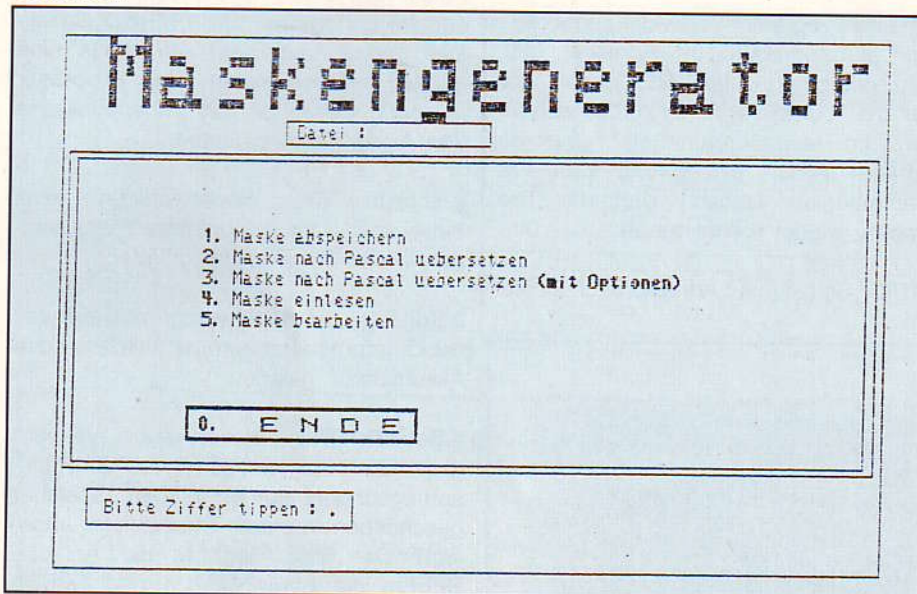 Maskengenerator
Datei :
1. Maske abspeichern
2. Maske nach Pascal uebersetzen
3. Maske nach Pascal uebersetzen (mit Optionen)
4. Maske einlesen
5. Maske bearbeiten
0. E N D E
Bitte Ziffer tippen : .